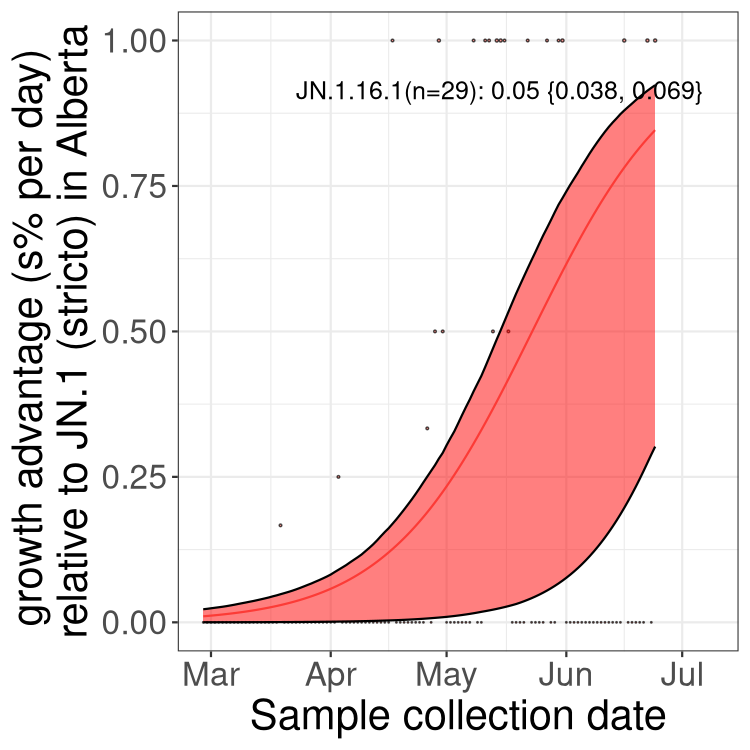 growth advantage (s% per day)
relative to JN.1 (stricto) in Alberta
1.00
0.75
0.50
0.25
0.00
JN.1.16.1(n=29): 0.05 {0.038, 0.069}
Mar Apr May Jun Jul
Sample collection date